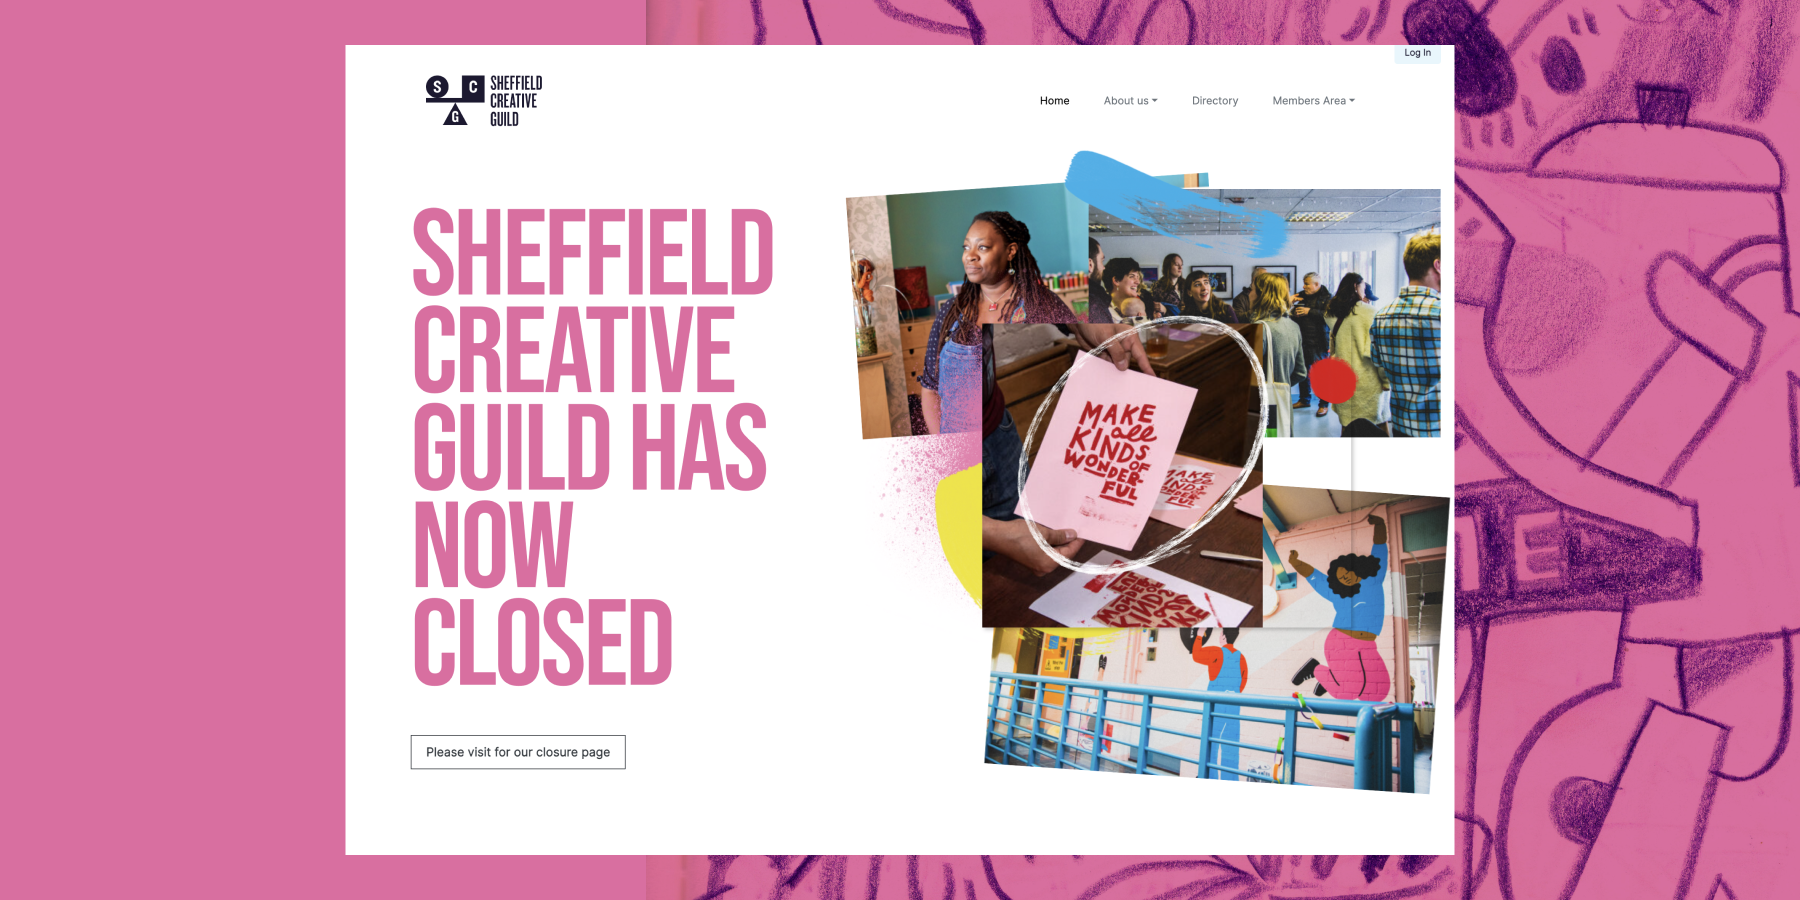 Log In
S C
G
SHEFFIELD
CREATIVE
GUILD
Home About us Directory Members Area
SHEFFIELD
CREATIVE
GUILD HAS
NOW
CLOSED
MAKE
all
KINDS
OF
WONDER-
FUL
MAKE
Please visit for our closure page